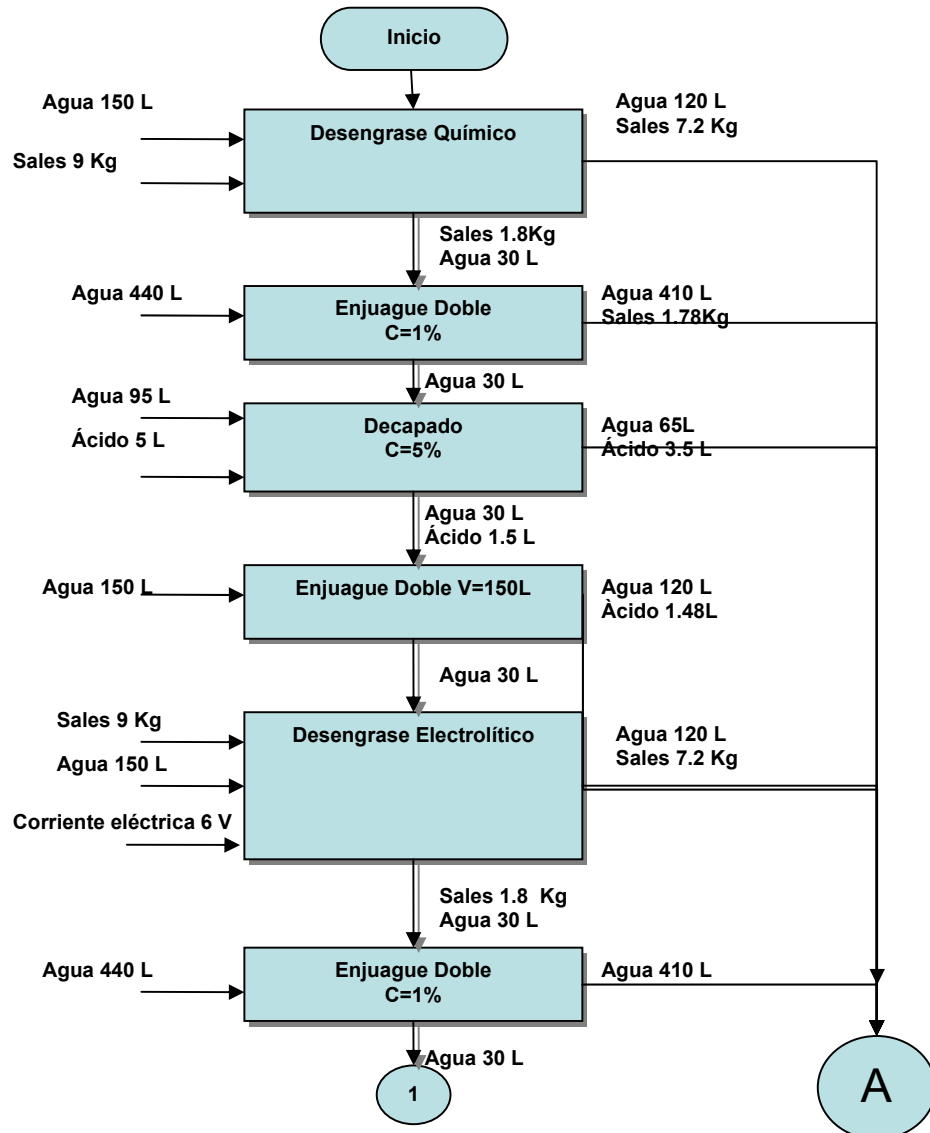 Inicio
Agua 150 L
Sales 9 Kg
Desengrase Químico
Agua 120 L
Sales 7.2 Kg
Sales 1.8Kg
Agua 30 L
Agua 440 L
Enjuague Doble
C=1%
Agua 410 L
Sales 1.78Kg
Agua 30 L
Agua 95 L
Ácido 5 L
Decapado
C=5%
Agua 65L
Ácido 3.5 L
Agua 30 L
Ácido 1.5 L
Agua 150 L
Enjuague Doble V=150L
Agua 120 L
Àcido 1.48L
Agua 30 L
Sales 9 Kg
Agua 150 L
Corriente eléctrica 6 V
Desengrase Electrolítico
Agua 120 L
Sales 7.2 Kg
Sales 1.8 Kg
Agua 30 L
Agua 440 L
Enjuague Doble
C=1%
Agua 410 L
Agua 30 L
1
A